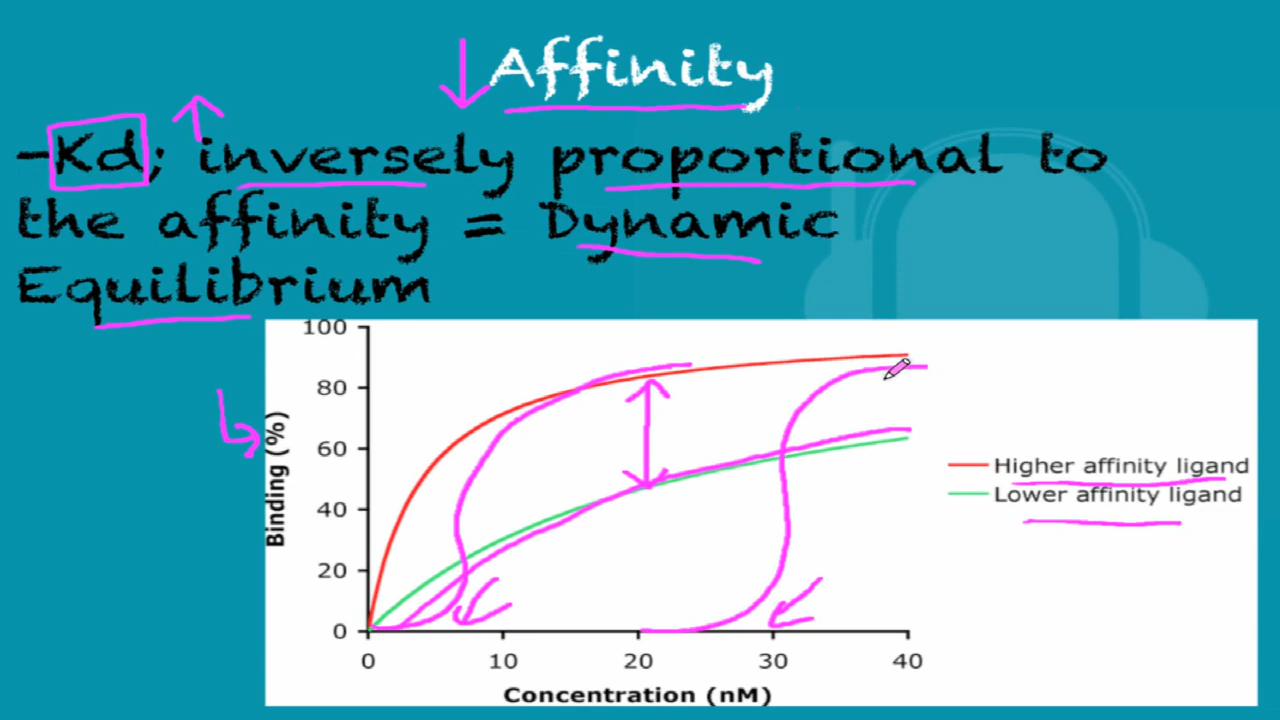 Affinity
-Kd; inversely proportional to
the affinity = Dynamic
Equilibrium
100
80
60
40
20
0
Binding (%)
0 10 20 30 40
Concentration (nM)
Higher affinity ligand
Lower affinity ligand